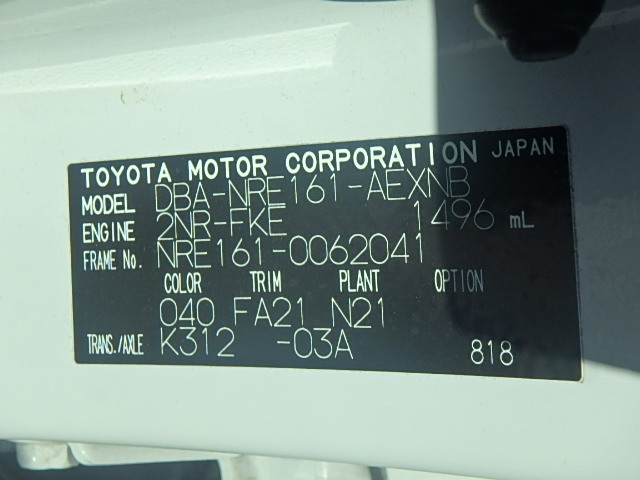 TOYOTA MOTOR CORPORATION JAPAN
MODEL DBA-NRE161-AEXNB
ENGINE 2NR-FKE 1496 mL
FRAME No. NRE161-0062041
COLOR TRIM PLANT OPTION
040 FA21 N21
TRANS./AXLE K312 -03A 818